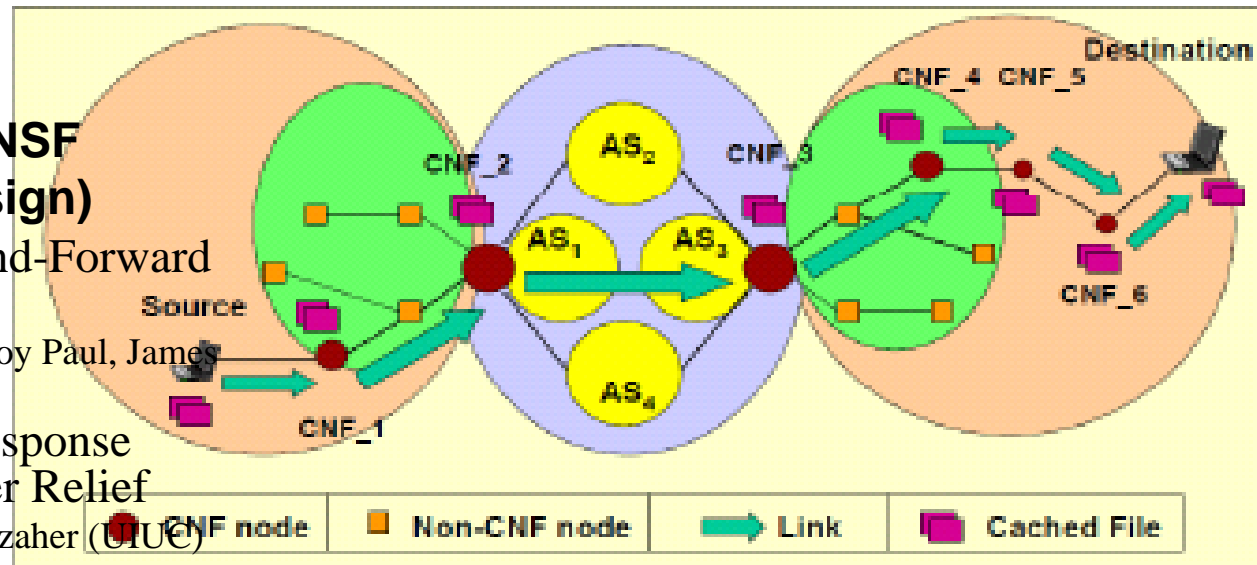 Destination
CNF_4 CNF_5
NSF
sign)
CNF_2
AS₂
CNF_3
nd-Forward
AS₁
AS₃
Source
CNF_6
oy Paul, James
AS₄
CNF_1
sponse
er Relief
zaher (UIUC)
CNF node
Non-CNF node
Link
Cached File